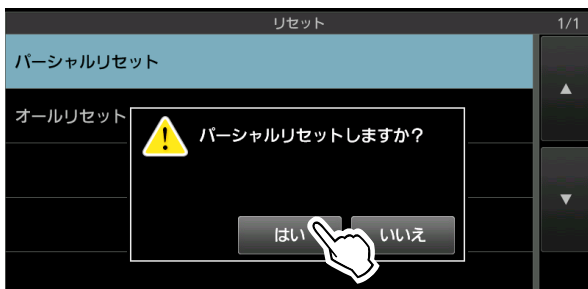 リセット 1/1
パーシャルリセット
オールリセット
パーシャルリセットしますか?
はい いいえ